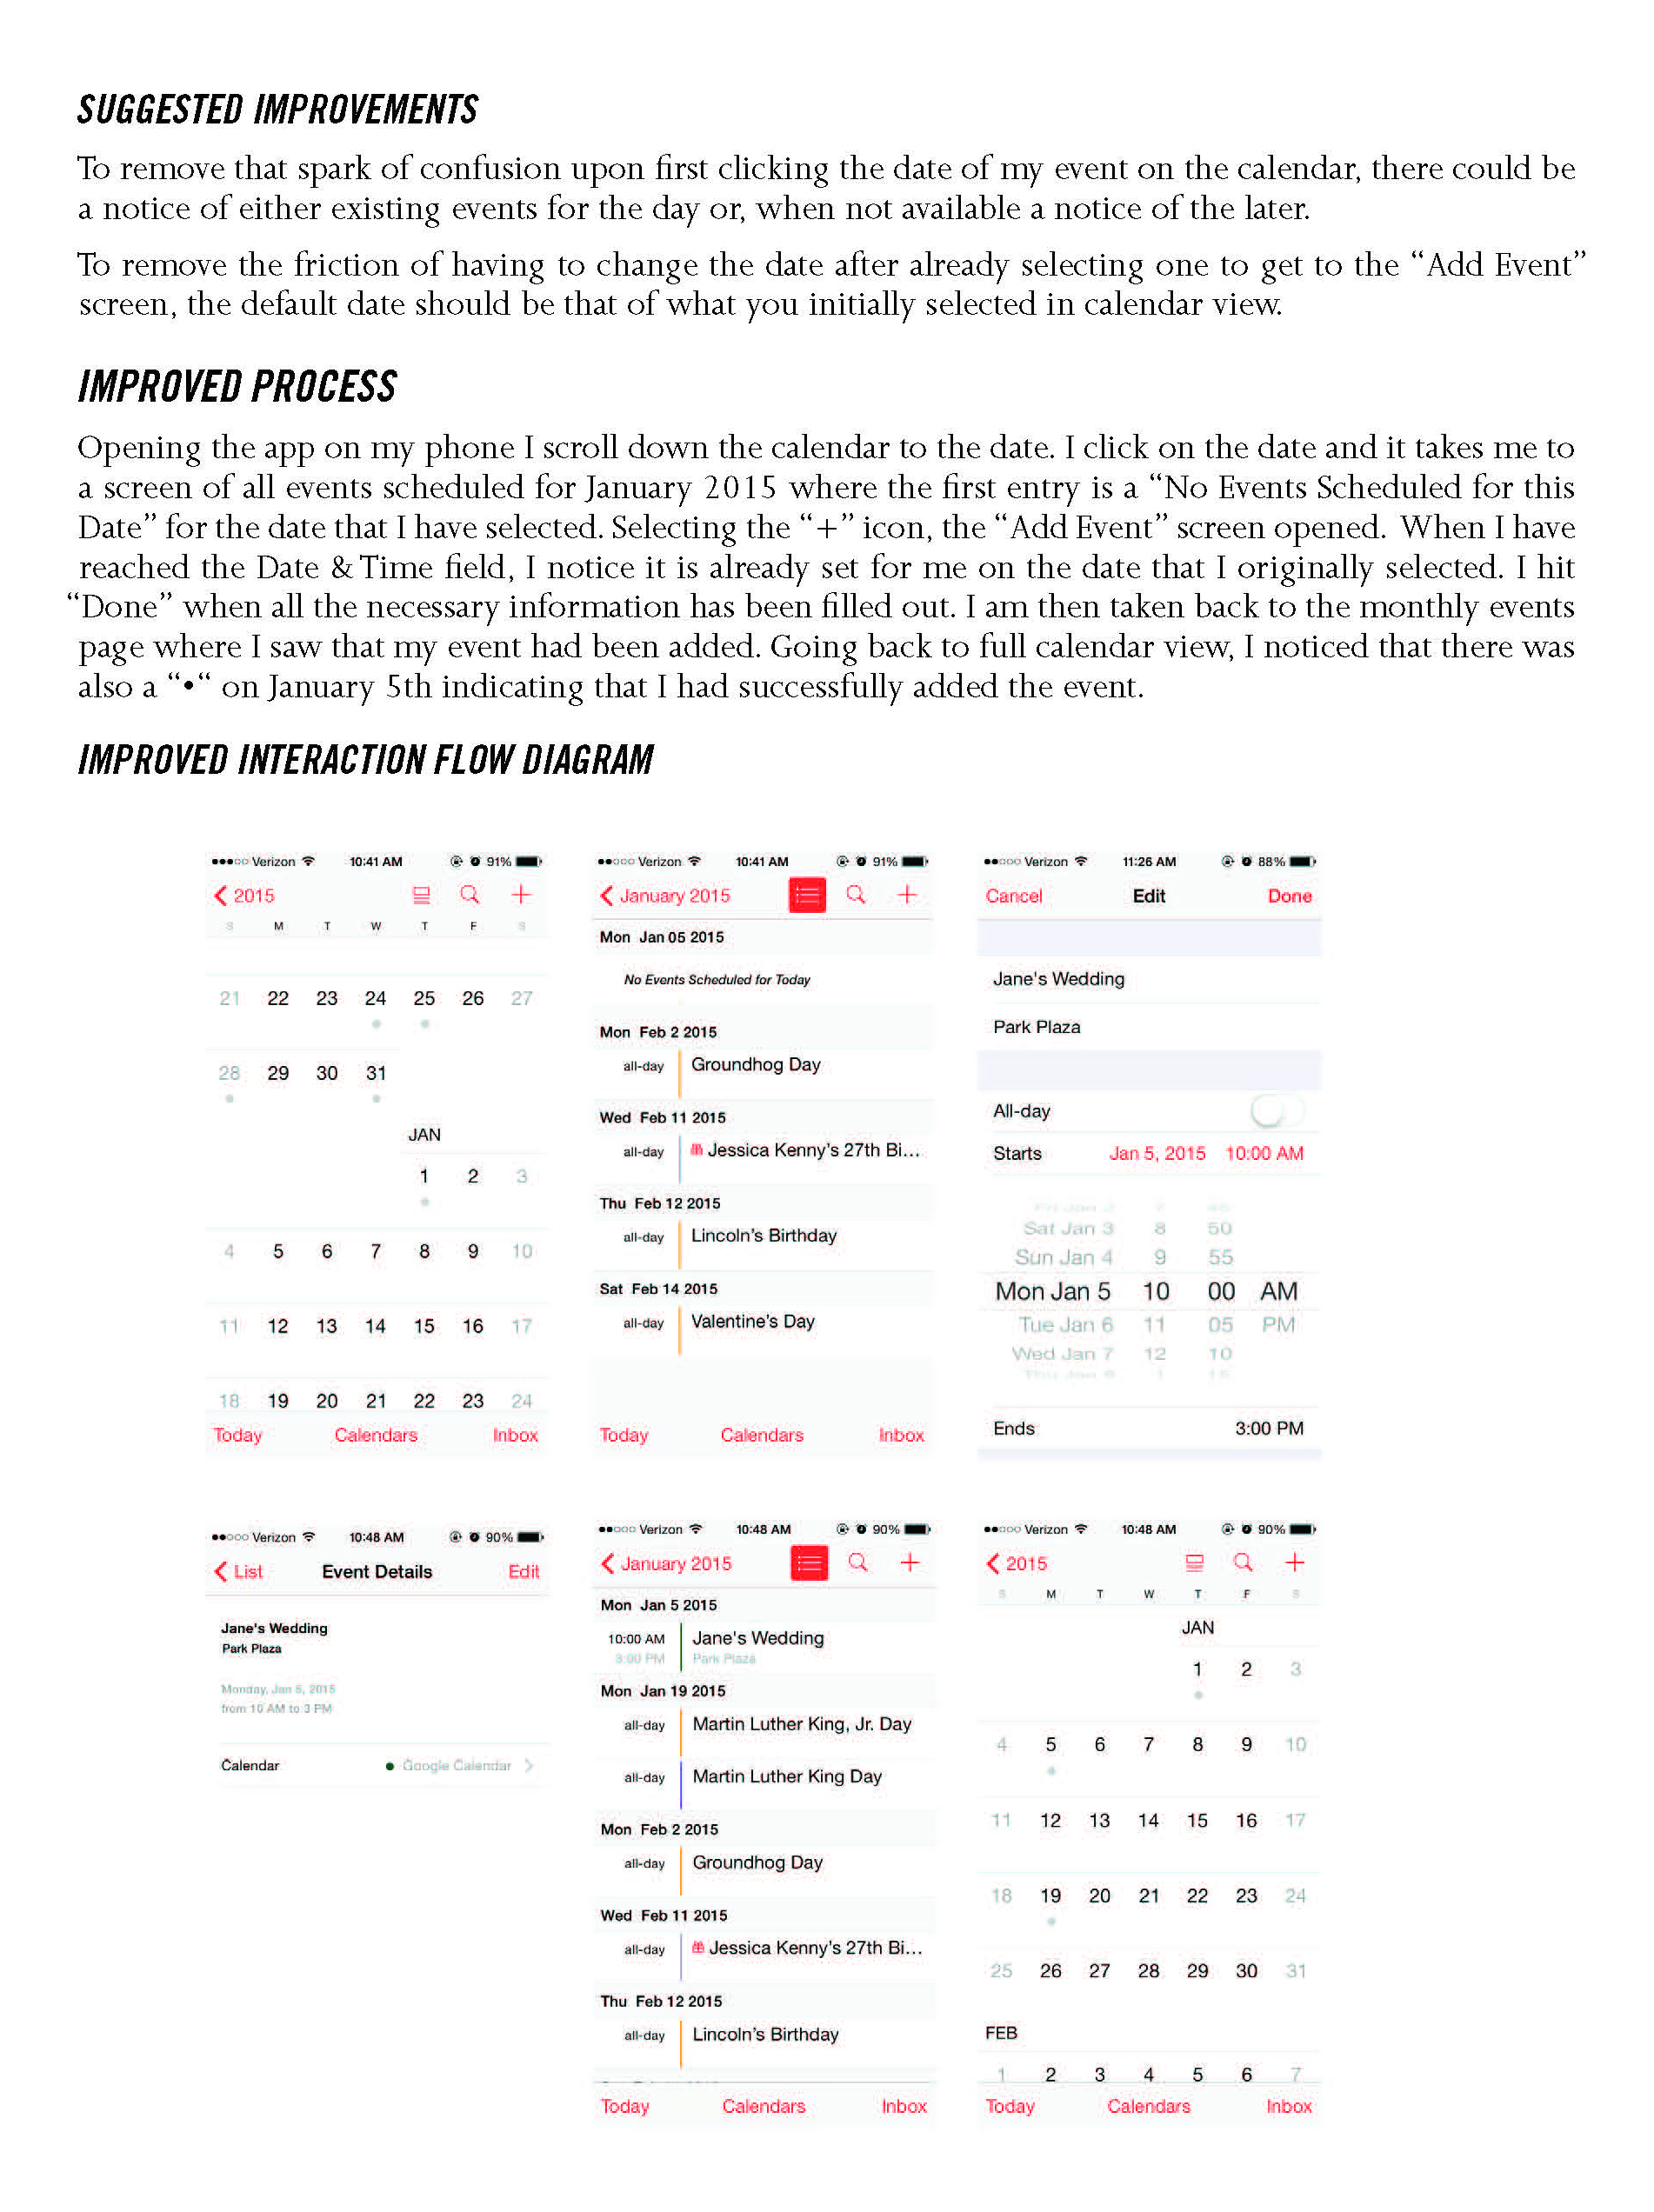 SUGGESTED IMPROVEMENTS
To remove that spark of confusion upon first clicking the date of my event on the calendar, there could be
a notice of either existing events for the day or, when not available a notice of the later.
To remove the friction of having to change the date after already selecting one to get to the “Add Event”
screen, the default date should be that of what you initially selected in calendar view.
IMPROVED PROCESS
Opening the app on my phone I scroll down the calendar to the date. I click on the date and it takes me to
a screen of all events scheduled for January 2015 where the first entry is a “No Events Scheduled for this
Date” for the date that I have selected. Selecting the “+” icon, the “Add Event” screen opened. When I have
reached the Date & Time field, I notice it is already set for me on the date that I originally selected. I hit
“Done” when all the necessary information has been filled out. I am then taken back to the monthly events
page where I saw that my event had been added. Going back to full calendar view, I noticed that there was
also a “•“ on January 5th indicating that I had successfully added the event.
IMPROVED INTERACTION FLOW DIAGRAM
Verizon 10:41 AM 91%
2015
S M T W T F S
21 22 23 24 25 26 27
28 29 30 31
JAN
1 2 3
4 5 6 7 8 9 10
11 12 13 14 15 16 17
18 19 20 21 22 23 24
Today Calendars Inbox
Verizon 10:41 AM 91%
January 2015
Mon Jan 05 2015
No Events Scheduled for Today
Mon Feb 2 2015
all-day Groundhog Day
Wed Feb 11 2015
all-day Jessica Kenny's 27th Bi...
Thu Feb 12 2015
all-day Lincoln's Birthday
Sat Feb 14 2015
all-day Valentine's Day
Today Calendars Inbox
Verizon 11:26 AM 88%
Cancel Edit Done
Jane's Wedding
Park Plaza
All-day
Starts Jan 5, 2015 10:00 AM
Sat Jan 3 8 50
Sun Jan 4 9 55
Mon Jan 5 10 00 AM
Tue Jan 6 11 05 PM
Wed Jan 7 12 10
Ends 3:00 PM
Verizon 10:48 AM 90%
List Event Details Edit
Jane's Wedding
Park Plaza
Monday, Jan 5, 2015
from 10 AM to 3 PM
Calendar Google Calendar
Verizon 10:48 AM 90%
January 2015
Mon Jan 5 2015
10:00 AM Jane's Wedding
3:00 PM Park Plaza
Mon Jan 19 2015
all-day Martin Luther King, Jr. Day
all-day Martin Luther King Day
Mon Feb 2 2015
all-day Groundhog Day
Wed Feb 11 2015
all-day Jessica Kenny's 27th Bi...
Thu Feb 12 2015
all-day Lincoln's Birthday
Today Calendars Inbox
Verizon 10:48 AM 90%
2015
S M T W T F S
JAN
1 2 3
4 5 6 7 8 9 10
11 12 13 14 15 16 17
18 19 20 21 22 23 24
25 26 27 28 29 30 31
FEB
1 2 3 4 5 6 7
Today Calendars Inbox